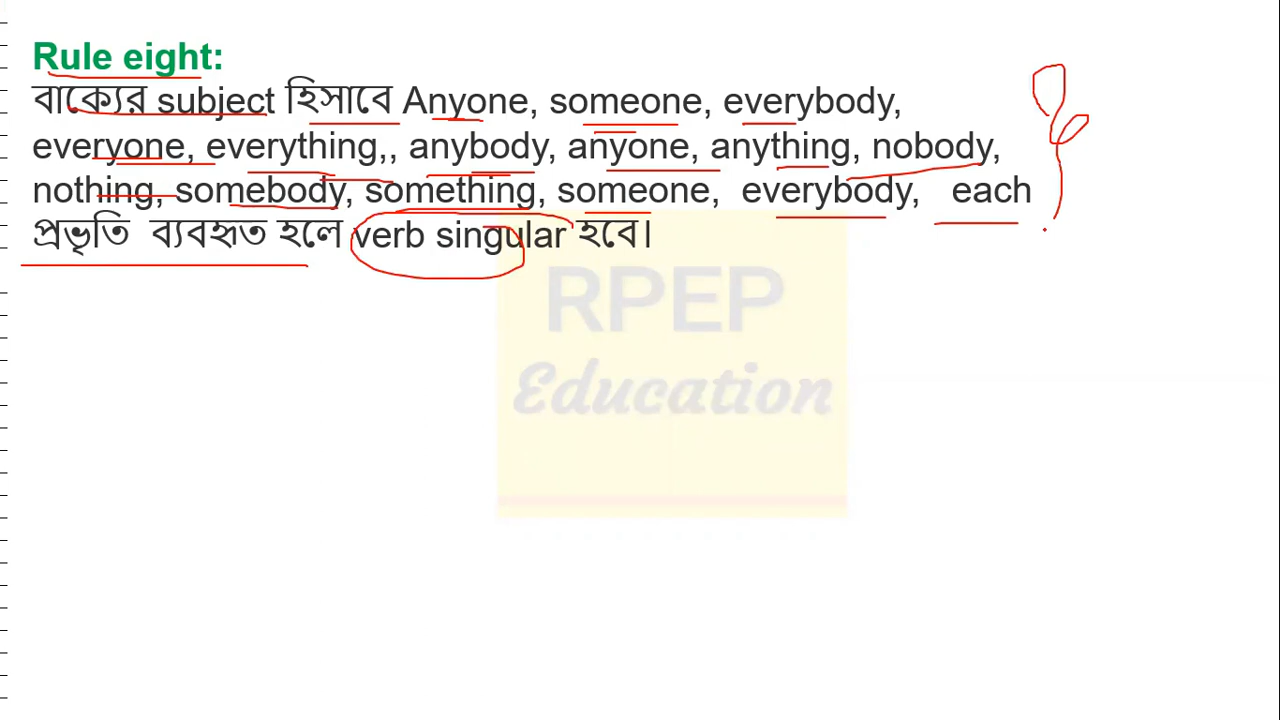 Rule eight:
বাক্যের subject হিসাবে Anyone, someone, everybody,
everyone, everything,, anybody, anyone, anything, nobody,
nothing, somebody, something, someone, everybody, each
প্রভৃতি ব্যবহৃত হলে verb singular হবে।
RPEP
Education